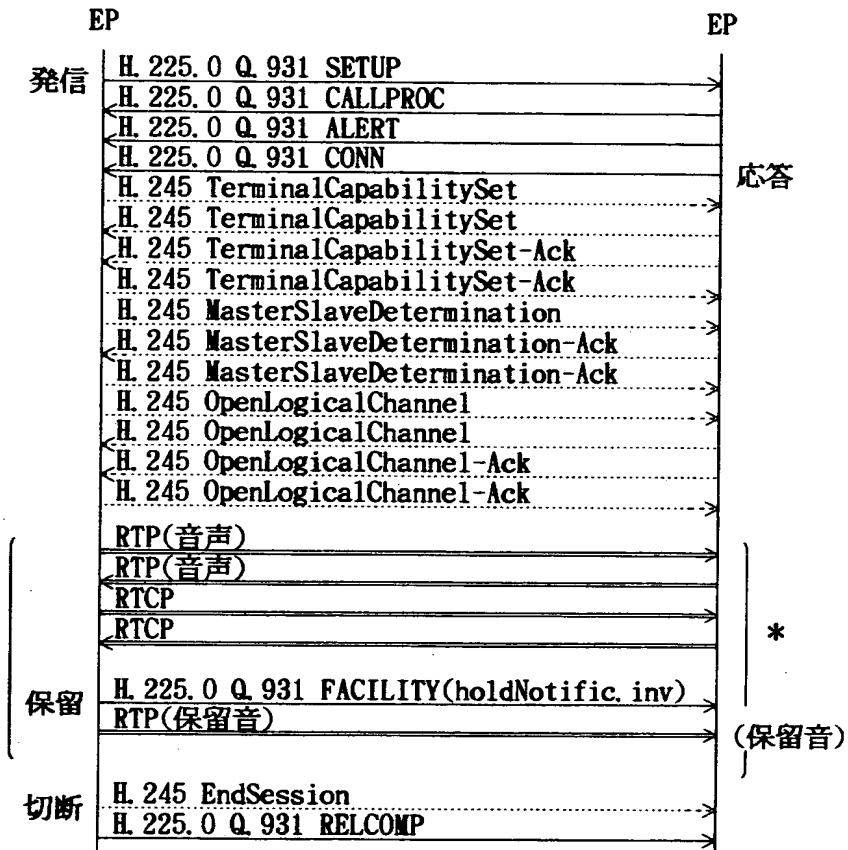 EP
EP
発信
H.225.0 Q.931 SETUP
H.225.0 Q.931 CALLPROC
H.225.0 Q.931 ALERT
H.225.0 Q.931 CONN
応答
H.245 TerminalCapabilitySet
H.245 TerminalCapabilitySet
H.245 TerminalCapabilitySet-Ack
H.245 TerminalCapabilitySet-Ack
H.245 MasterSlaveDetermination
H.245 MasterSlaveDetermination-Ack
H.245 MasterSlaveDetermination-Ack
H.245 OpenLogicalChannel
H.245 OpenLogicalChannel
H.245 OpenLogicalChannel-Ack
H.245 OpenLogicalChannel-Ack
RTP(音声)
RTP(音声)
RTCP
RTCP
*
保留
H.225.0 Q.931 FACILITY(holdNotific.inv)
RTP(保留音)
(保留音)
切断
H.245 EndSession
H.225.0 Q.931 RELCOMP